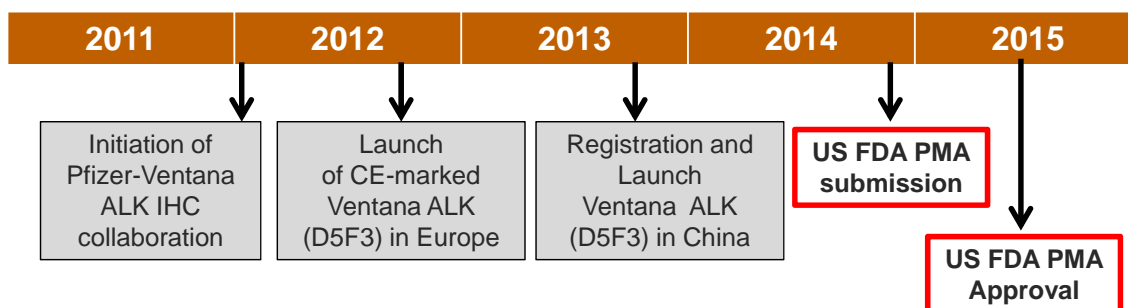 2011 2012 2013 2014 2015
Initiation of
Pfizer-Ventana
ALK IHC
collaboration
Launch
of CE-marked
Ventana ALK
(D5F3) in Europe
Registration and
Launch
Ventana ALK
(D5F3) in China
US FDA PMA
submission
US FDA PMA
Approval